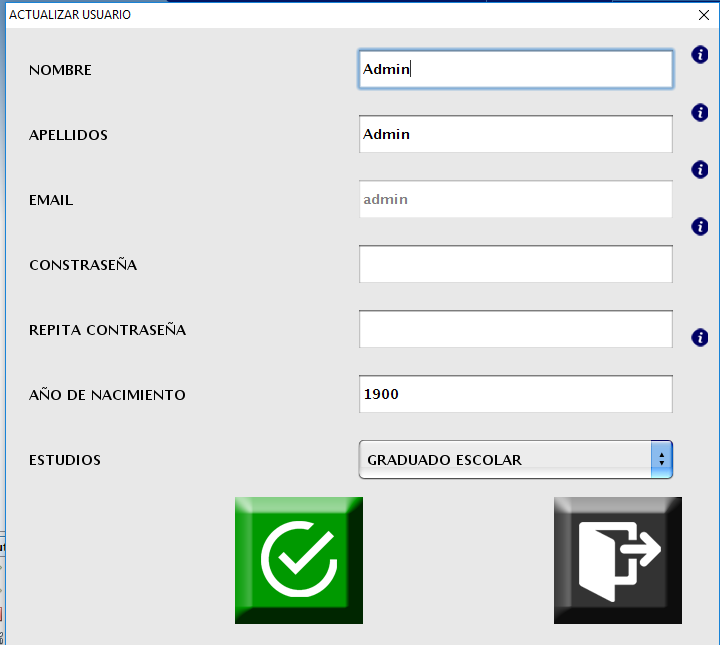 ACTUALIZAR USUARIO
NOMBRE Admin
APELLIDOS Admin
EMAIL admin
CONSTRASEÑA
REPITA CONTRASEÑA
AÑO DE NACIMIENTO 1900
ESTUDIOS GRADUADO ESCOLAR